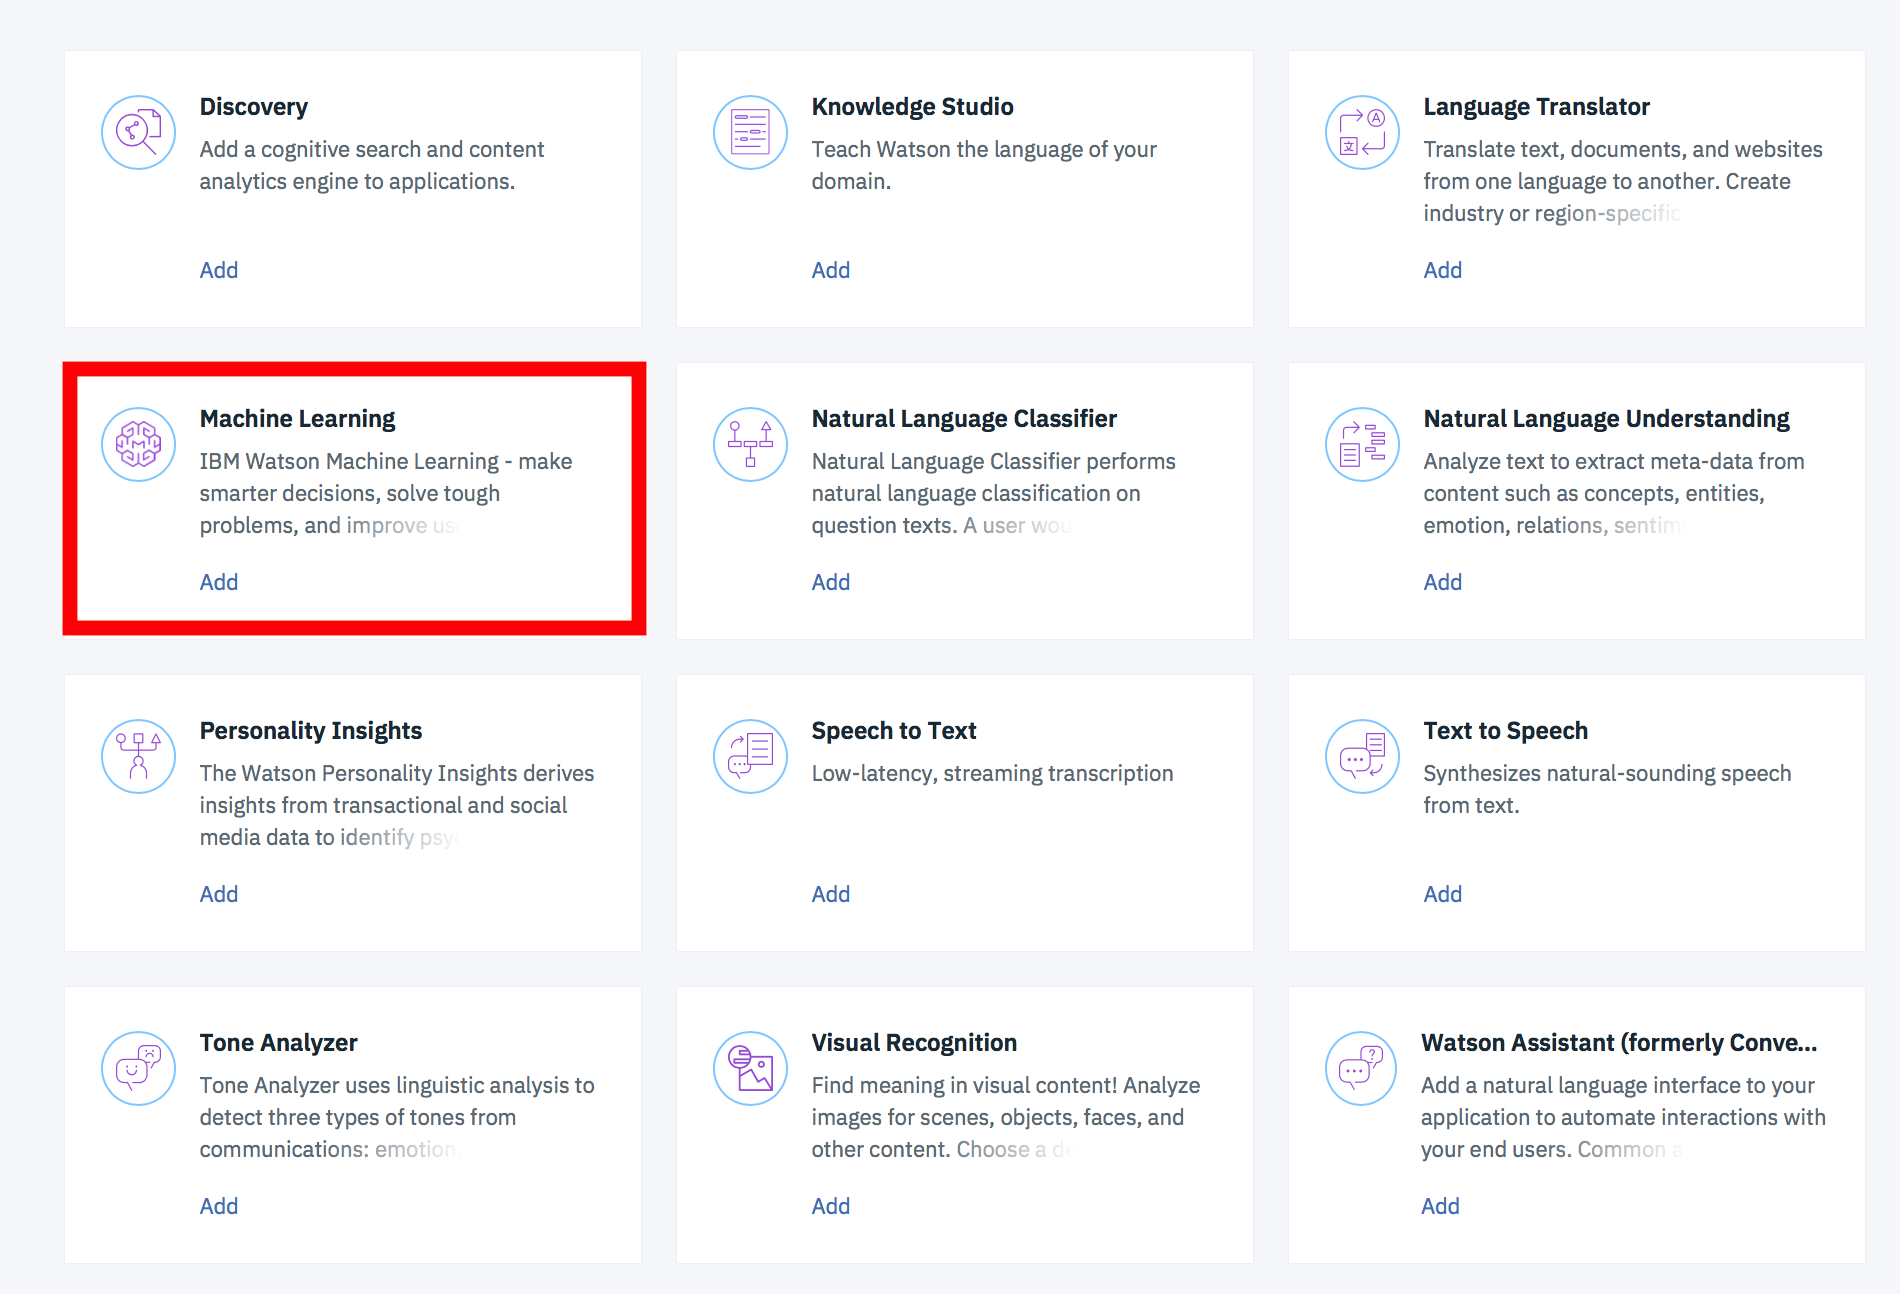 Discovery
Add a cognitive search and content
analytics engine to applications.
Add
Knowledge Studio
Teach Watson the language of your
domain.
Add
Language Translator
Translate text, documents, and websites
from one language to another. Create
industry or region-specific
Add
Machine Learning
IBM Watson Machine Learning - make
smarter decisions, solve tough
problems, and improve
Add
Natural Language Classifier
Natural Language Classifier performs
natural language classification on
question texts. A user
Add
Natural Language Understanding
Analyze text to extract meta-data from
content such as concepts, entities,
emotion, relations,
Add
Personality Insights
The Watson Personality Insights derives
insights from transactional and social
media data to identify
Add
Speech to Text
Low-latency, streaming transcription
Add
Text to Speech
Synthesizes natural-sounding speech
from text.
Add
Tone Analyzer
Tone Analyzer uses linguistic analysis to
detect three types of tones from
communications: emotion,
Add
Visual Recognition
Find meaning in visual content! Analyze
images for scenes, objects, faces, and
other content. Choose a
Add
Watson Assistant (formerly Conve...
Add a natural language interface to your
application to automate interactions with
your end users. Common
Add